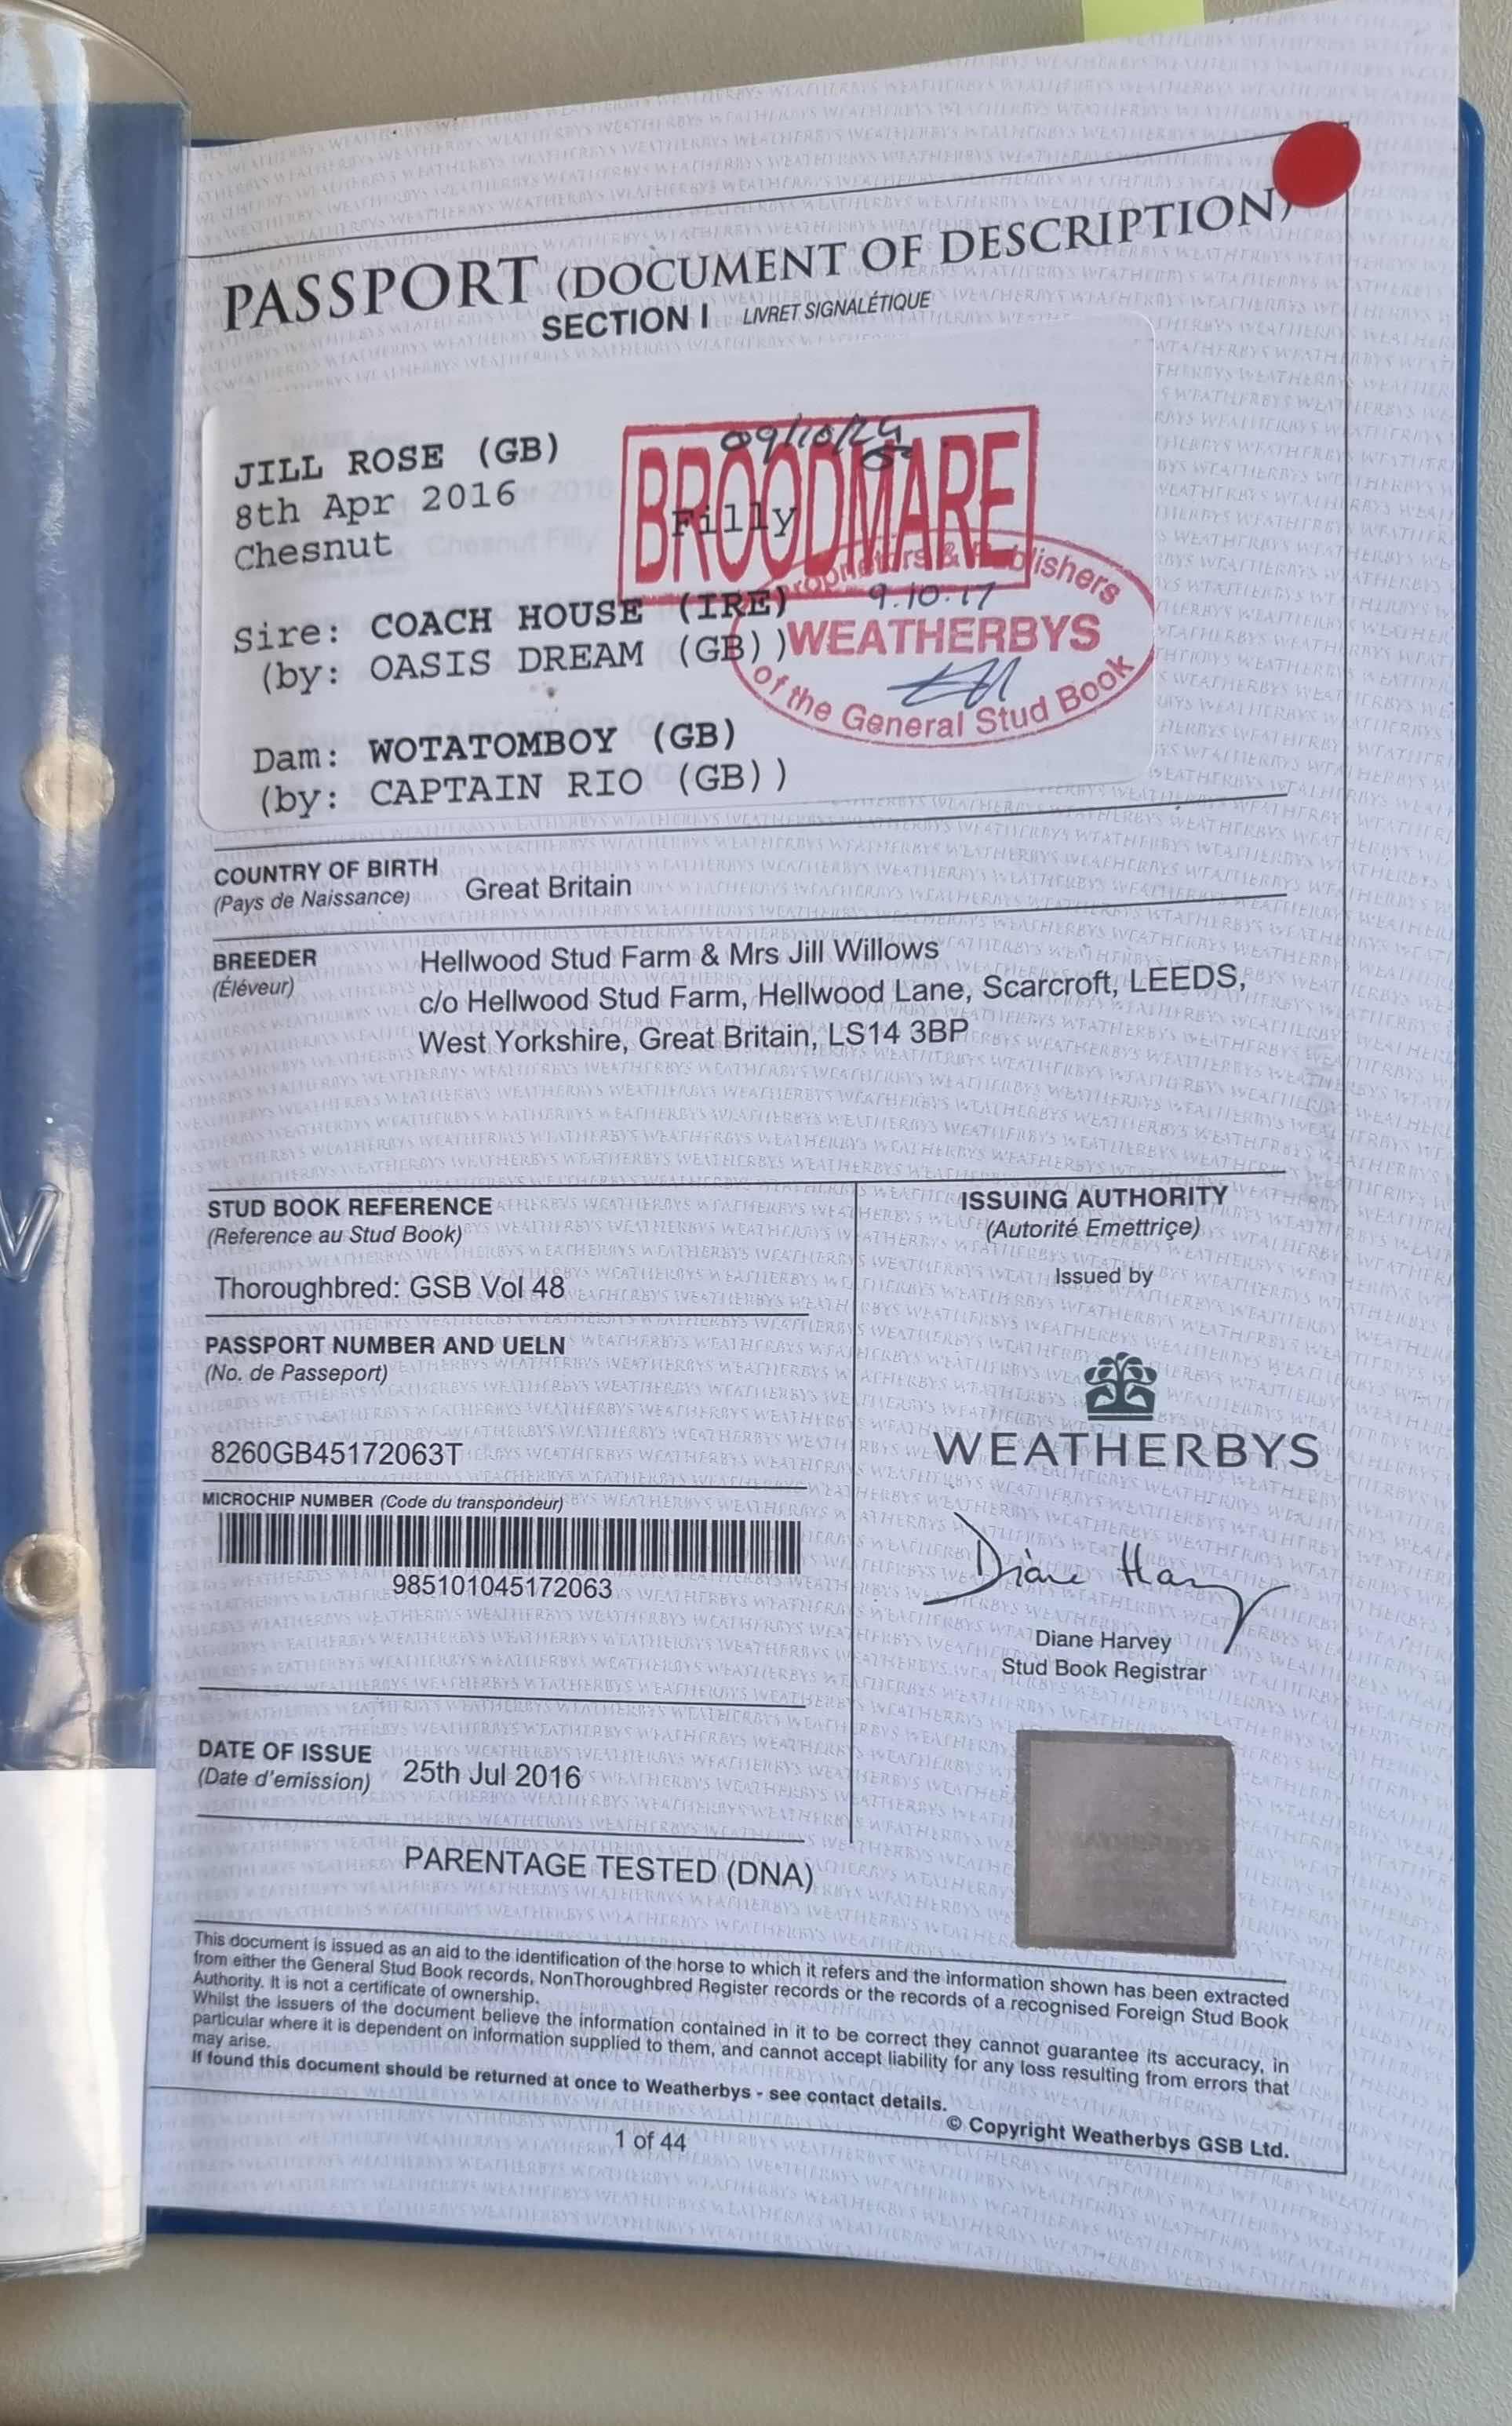 PASSPORT (DOCUMENT OF DESCRIPTION)
SECTION I LIVRET SIGNALÉTIQUE
JILL ROSE (GB)
8th Apr 2016
Chesnut
Filly
09/10/24
BROODMARE
Sire: COACH HOUSE (IRE)
(by: OASIS DREAM (GB))
Proprietors & Publishers
9.10.17
WEATHERBYS
of the General Stud Book
Dam: WOTATOMBOY (GB)
(by: CAPTAIN RIO (GB))
COUNTRY OF BIRTH
(Pays de Naissance)
Great Britain
BREEDER
(Éléveur)
Hellwood Stud Farm & Mrs Jill Willows
c/o Hellwood Stud Farm, Hellwood Lane, Scarcroft, LEEDS,
West Yorkshire, Great Britain, LS14 3BP
STUD BOOK REFERENCE
(Reference au Stud Book)
Thoroughbred: GSB Vol 48
PASSPORT NUMBER AND UELN
(No. de Passeport)
8260GB45172063T
MICROCHIP NUMBER (Code du transpondeur)
985101045172063
DATE OF ISSUE
(Date d'emission)
25th Jul 2016
PARENTAGE TESTED (DNA)
ISSUING AUTHORITY
(Autorité Emettriçe)
Issued by
WEATHERBYS
Diane Harvey
Diane Harvey
Stud Book Registrar
This document is issued as an aid to the identification of the horse to which it refers and the information shown has been extracted
from either the General Stud Book records, NonThoroughbred Register records or the records of a recognised Foreign Stud Book
Authority. It is not a certificate of ownership.
Whilst the issuers of the document believe the information contained in it to be correct they cannot guarantee its accuracy, in
particular where it is dependent on information supplied to them, and cannot accept liability for any loss resulting from errors that
may arise.
If found this document should be returned at once to Weatherbys - see contact details.
© Copyright Weatherbys GSB Ltd.
1 of 44